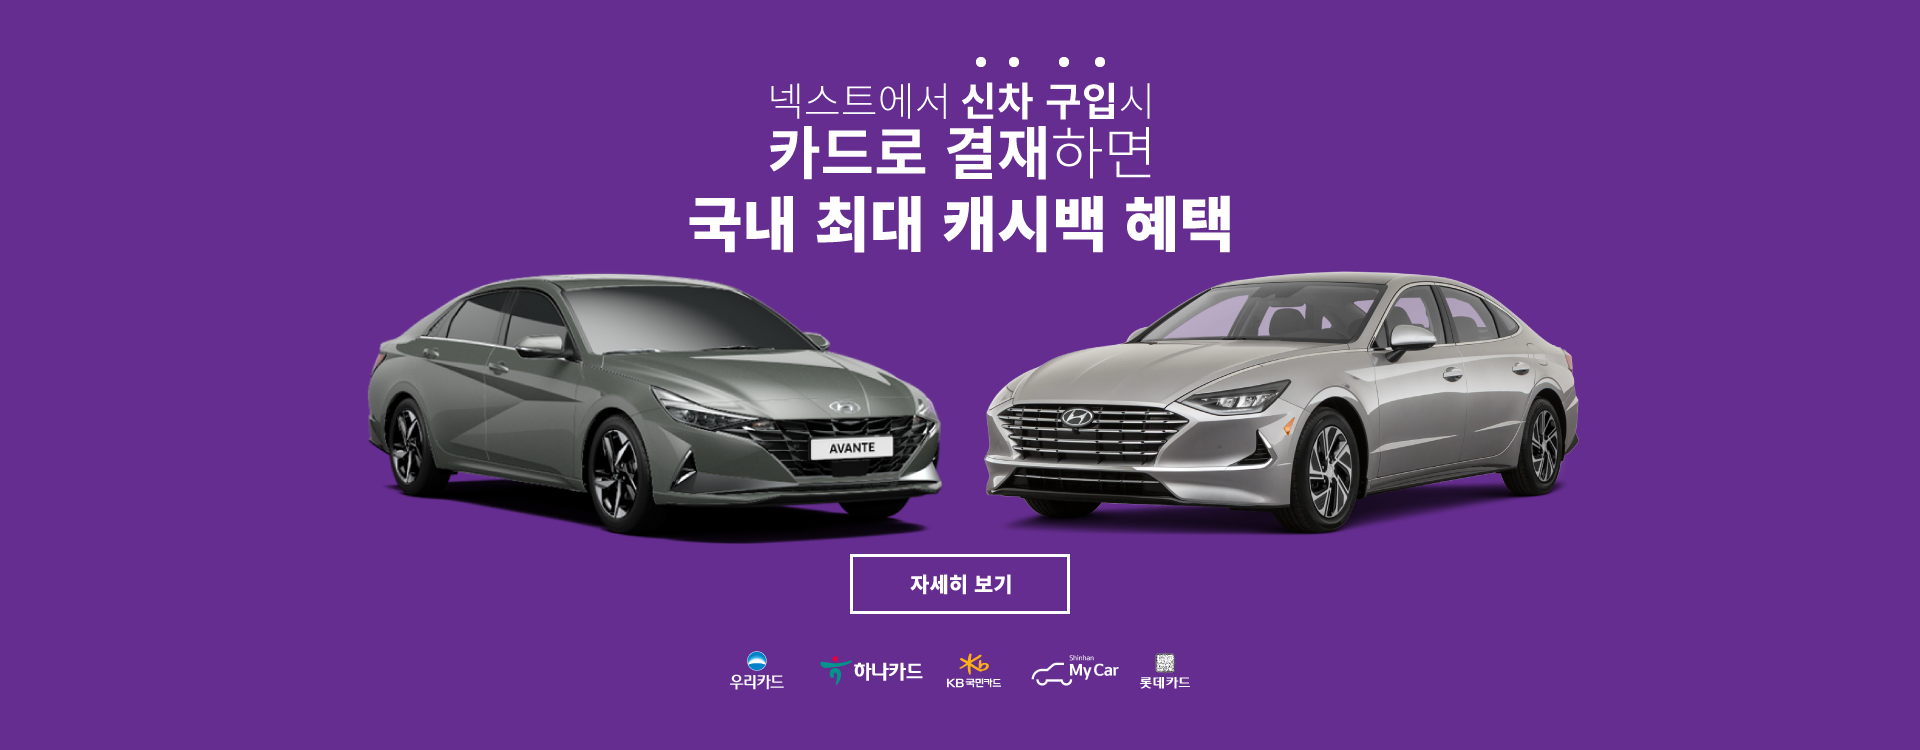 넥스트에서 신차 구입시
카드로 결재하면
국내 최대 캐시백 혜택
AVANTE
자세히 보기
우리카드
하나카드
Kb
KB국민카드
Shinhan
My Car
롯데카드